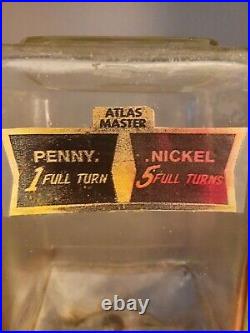 ATLAS
MASTER
PENNY. .NICKEL
1 FULL TURN 5 FULL TURNS